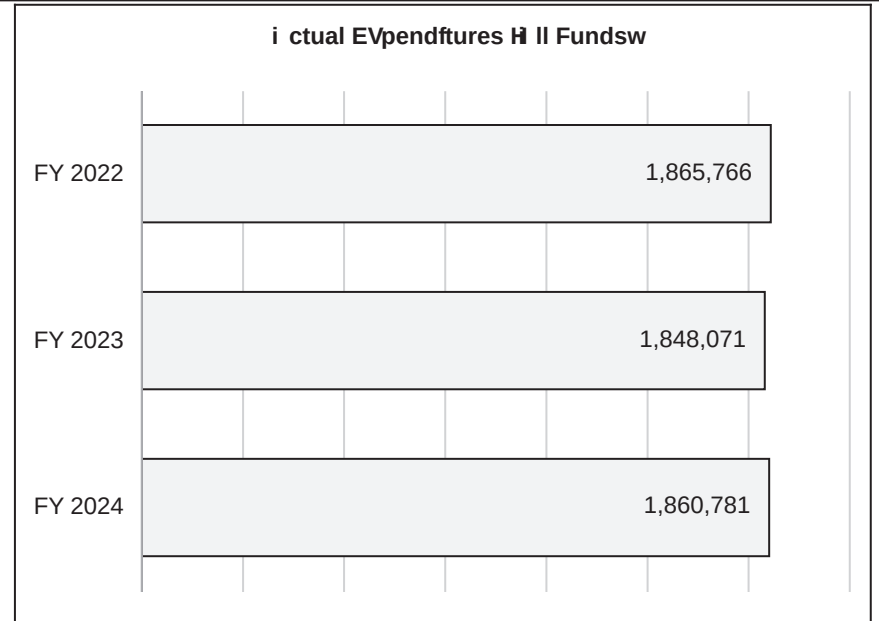 i ctual EVpendftures Hi ll Fundsw
FY 2022
1,865,766
FY 2023
1,848,071
FY 2024
1,860,781